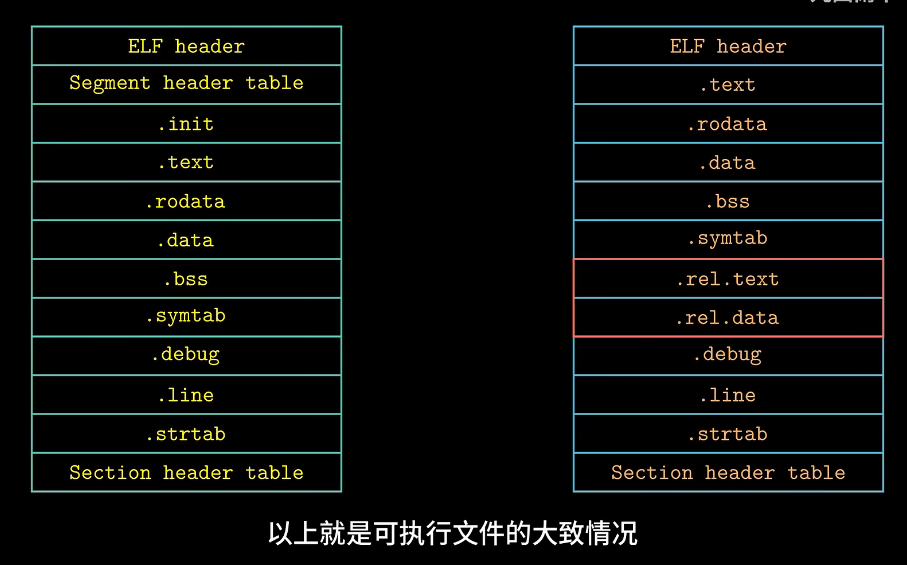 ELF header
Segment header table
.init
.text
.rodata
.data
.bss
.symtab
.debug
.line
.strtab
Section header table
ELF header
.text
.rodata
.data
.bss
.symtab
.rel.text
.rel.data
.debug
.line
.strtab
Section header table
以上就是可执行文件的大致情况